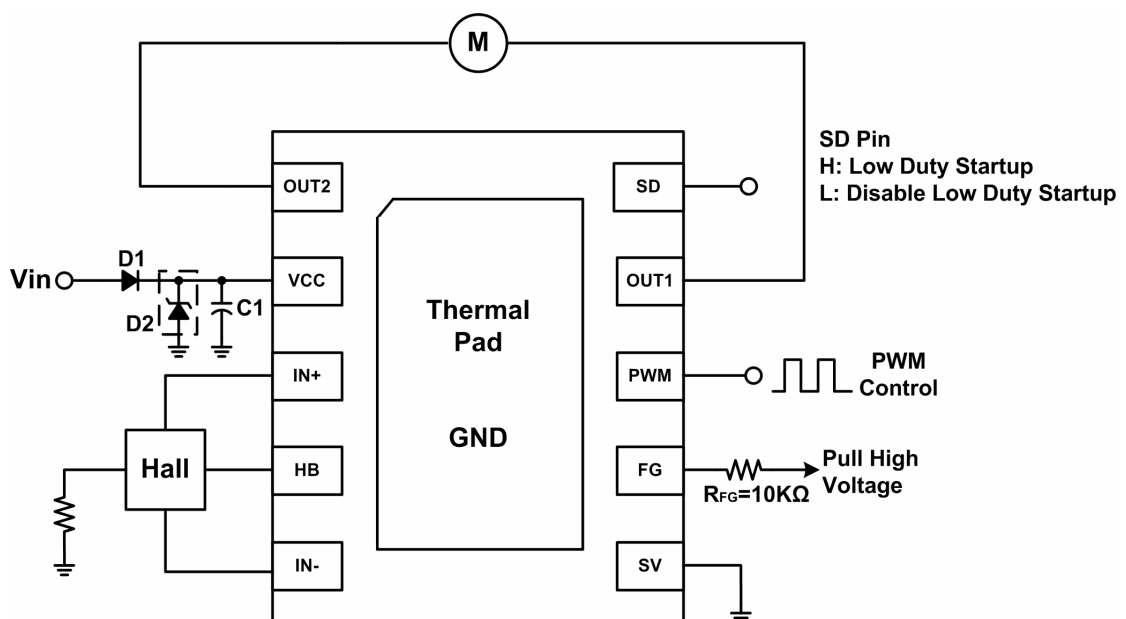 M
SD Pin
H: Low Duty Startup
L: Disable Low Duty Startup
OUT2
SD
Vin
D1
D2
C1
VCC
OUT1
Thermal
Pad
GND
IN+
PWM
PWM
Control
Hall
HB
FG
RFG=10KΩ
Pull High
Voltage
IN-
SV